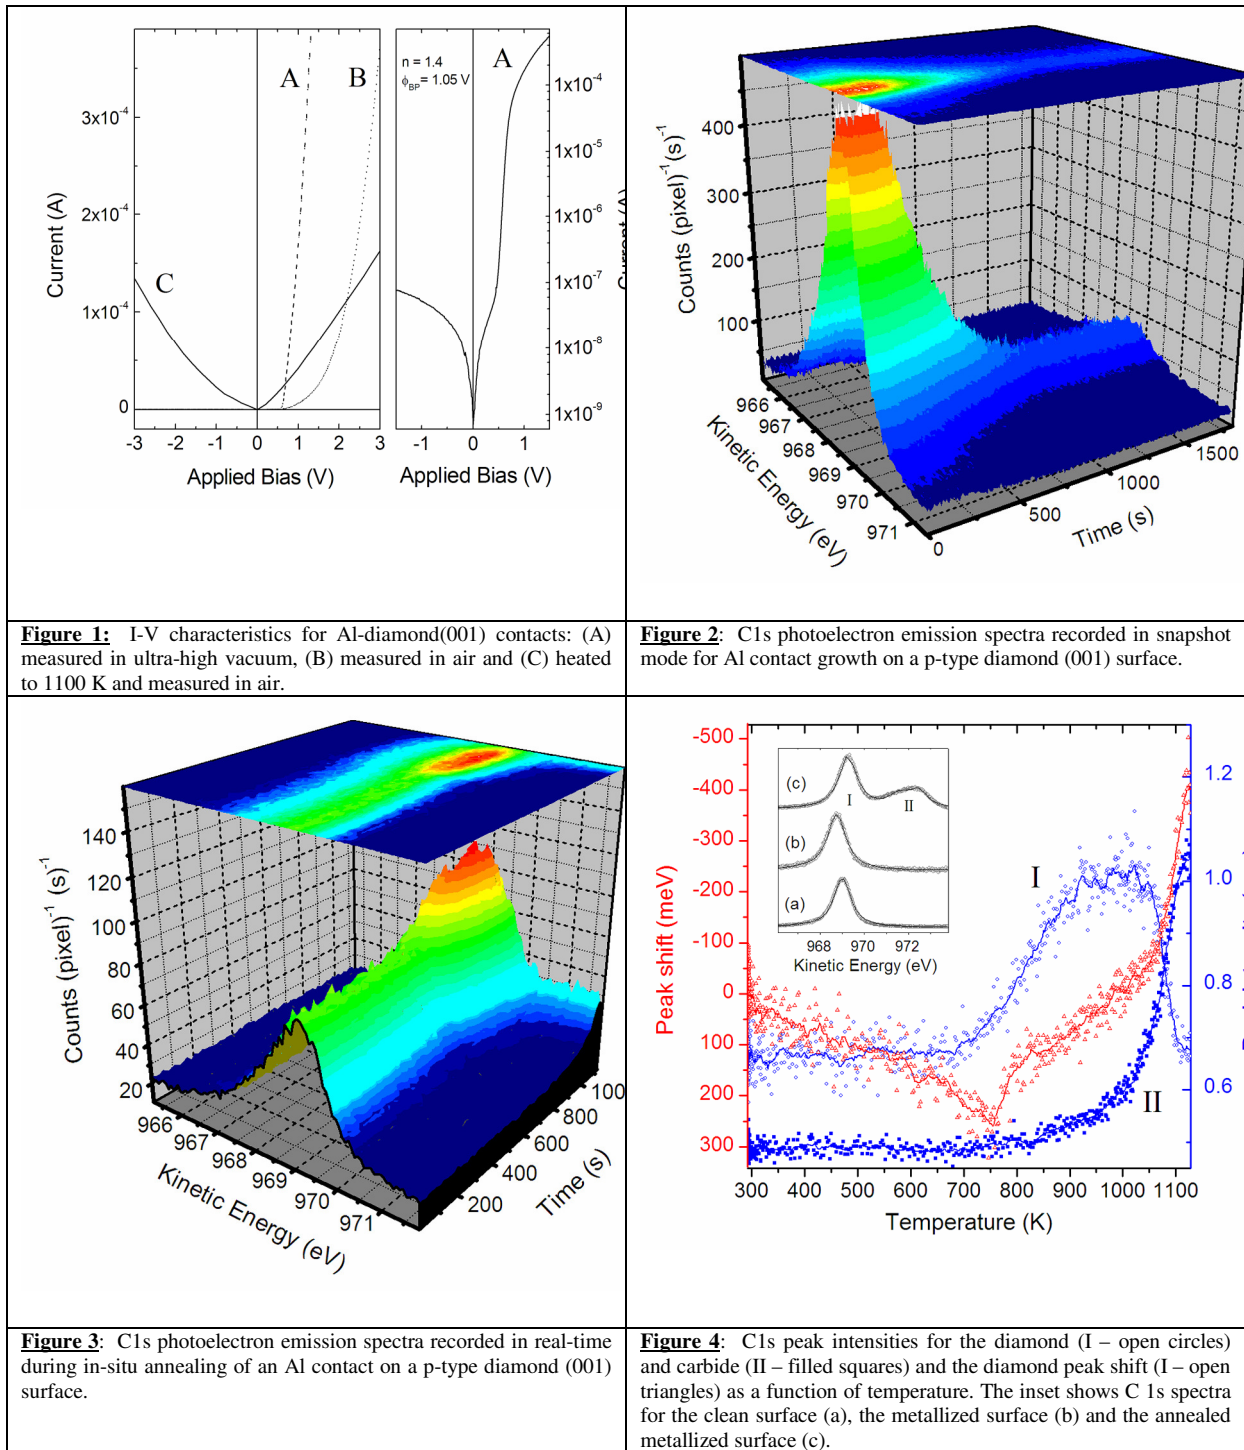 A
B
C
3x10⁻⁴
2x10⁻⁴
1x10⁻⁴
0
Current (A)
-3 -2 -1 0 1 2 3
Applied Bias (V)
n = 1.4
ϕBP = 1.05 V
A
1x10⁻⁴
1x10⁻⁵
1x10⁻⁶
1x10⁻⁷
1x10⁻⁸
1x10⁻⁹
-1 0 1
Applied Bias (V)
Figure 1: I-V characteristics for Al-diamond(001) contacts: (A)
measured in ultra-high vacuum, (B) measured in air and (C) heated
to 1100 K and measured in air.
400
300
200
100
Counts (pixel)⁻¹ (s)⁻¹
966
967
968
969
970
971
Kinetic Energy (eV)
0
500
1000
1500
Time (s)
Figure 2: C1s photoelectron emission spectra recorded in snapshot
mode for Al contact growth on a p-type diamond (001) surface.
140
120
100
80
60
40
20
Counts (pixel)⁻¹ (s)⁻¹
966
967
968
969
970
971
Kinetic Energy (eV)
200
400
600
800
100
Time (s)
Figure 3: C1s photoelectron emission spectra recorded in real-time
during in-situ annealing of an Al contact on a p-type diamond (001)
surface.
-500
-400
-300
-200
-100
0
100
200
300
Peak shift (meV)
(c)
I
II
(b)
(a)
968 970 972
Kinetic Energy (eV)
I
II
1.2
1.0
0.8
0.6
300 400 500 600 700 800 900 1000 1100
Temperature (K)
Figure 4: C1s peak intensities for the diamond (I – open circles)
and carbide (II – filled squares) and the diamond peak shift (I – open
triangles) as a function of temperature. The inset shows C 1s spectra
for the clean surface (a), the metallized surface (b) and the annealed
metallized surface (c).